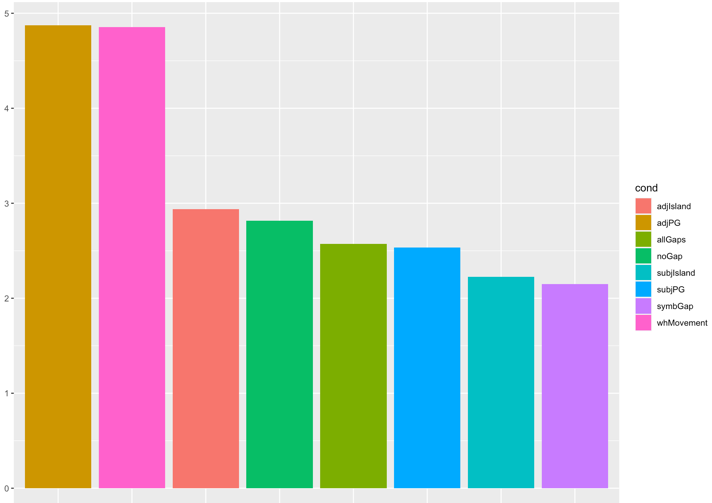 5
4
3
2
1
0
cond
adjIsland
adjPG
allGaps
noGap
subjIsland
subjPG
symbGap
whMovement